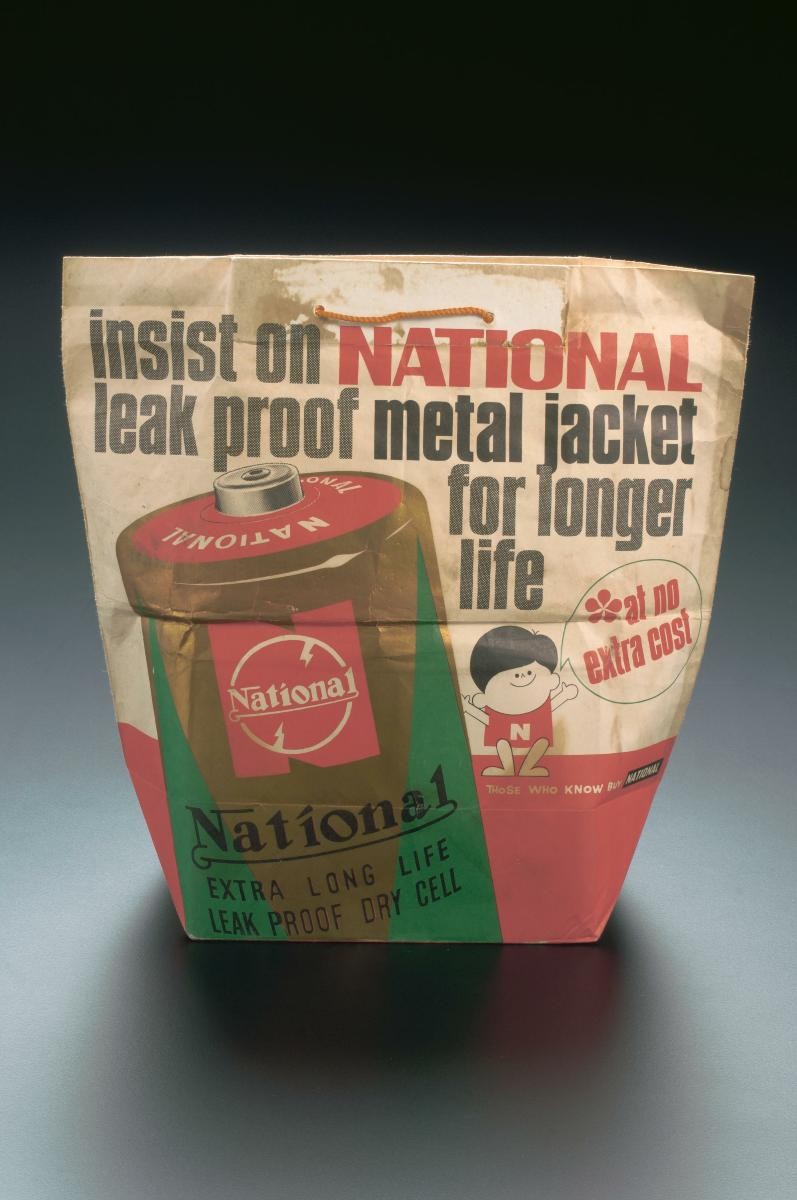 insist on NATIONAL
leak proof metal jacket
for longer
life
NATIONAL
NATIONAL
at no
extra cost
National
N
THOSE WHO KNOW BUY NATIONAL
National
EXTRA LONG LIFE
LEAK PROOF DRY CELL